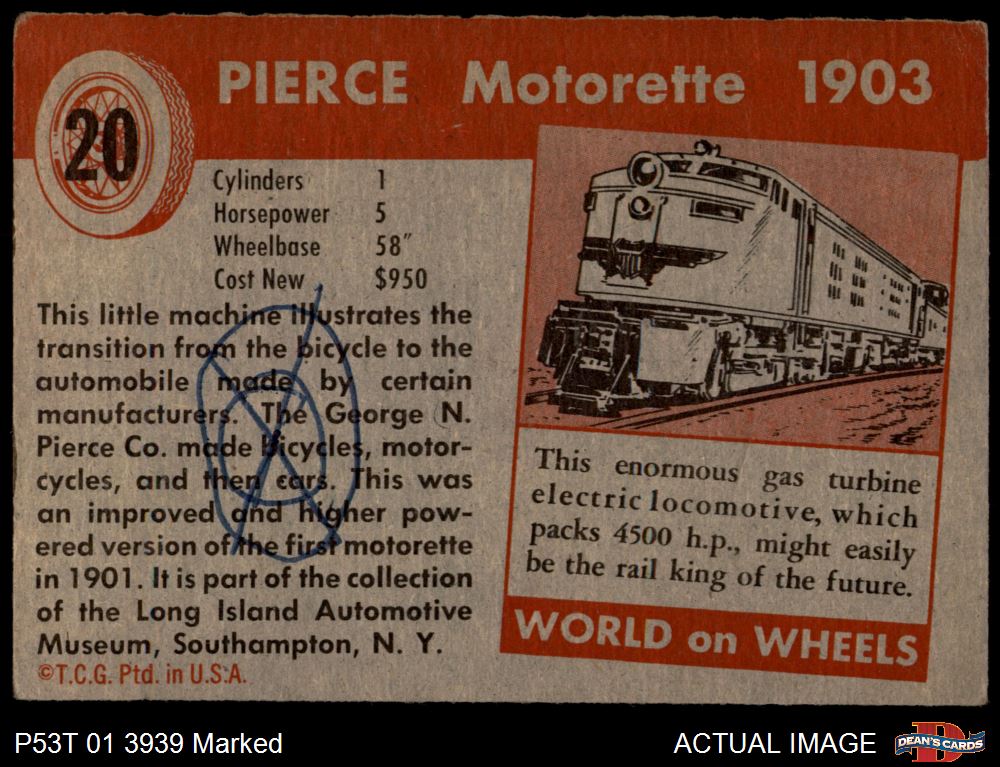 20
PIERCE Motorette 1903
Cylinders 1
Horsepower 5
Wheelbase 58"
Cost New $950
This little machine illustrates the
transition from the bicycle to the
automobile made by certain
manufacturers. The George N.
Pierce Co. made bicycles, motor-
cycles, and then cars. This was
an improved and higher pow-
ered version of the first motorette
in 1901. It is part of the collection
of the Long Island Automotive
Museum, Southampton, N. Y.
©T.C.G. Ptd. in U.S.A.
This enormous gas turbine
electric locomotive, which
packs 4500 h.p., might easily
be the rail king of the future.
WORLD on WHEELS
P53T 01 3939 Marked
ACTUAL IMAGE
D
DEAN'S CARDS